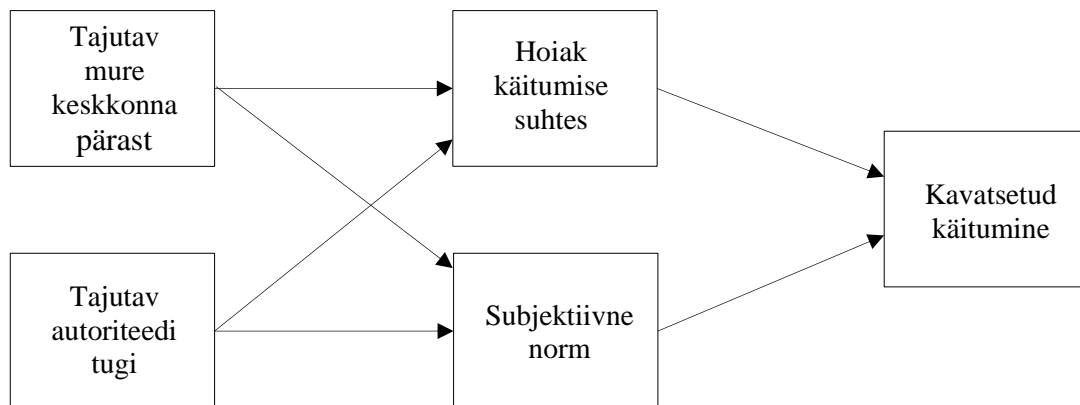 Tajutav
mure
keskkonna
pärast
Hoiak
käitumise
suhtes
Kavatsetud
käitumine
Tajutav
autoriteedi
tugi
Subjektiivne
norm